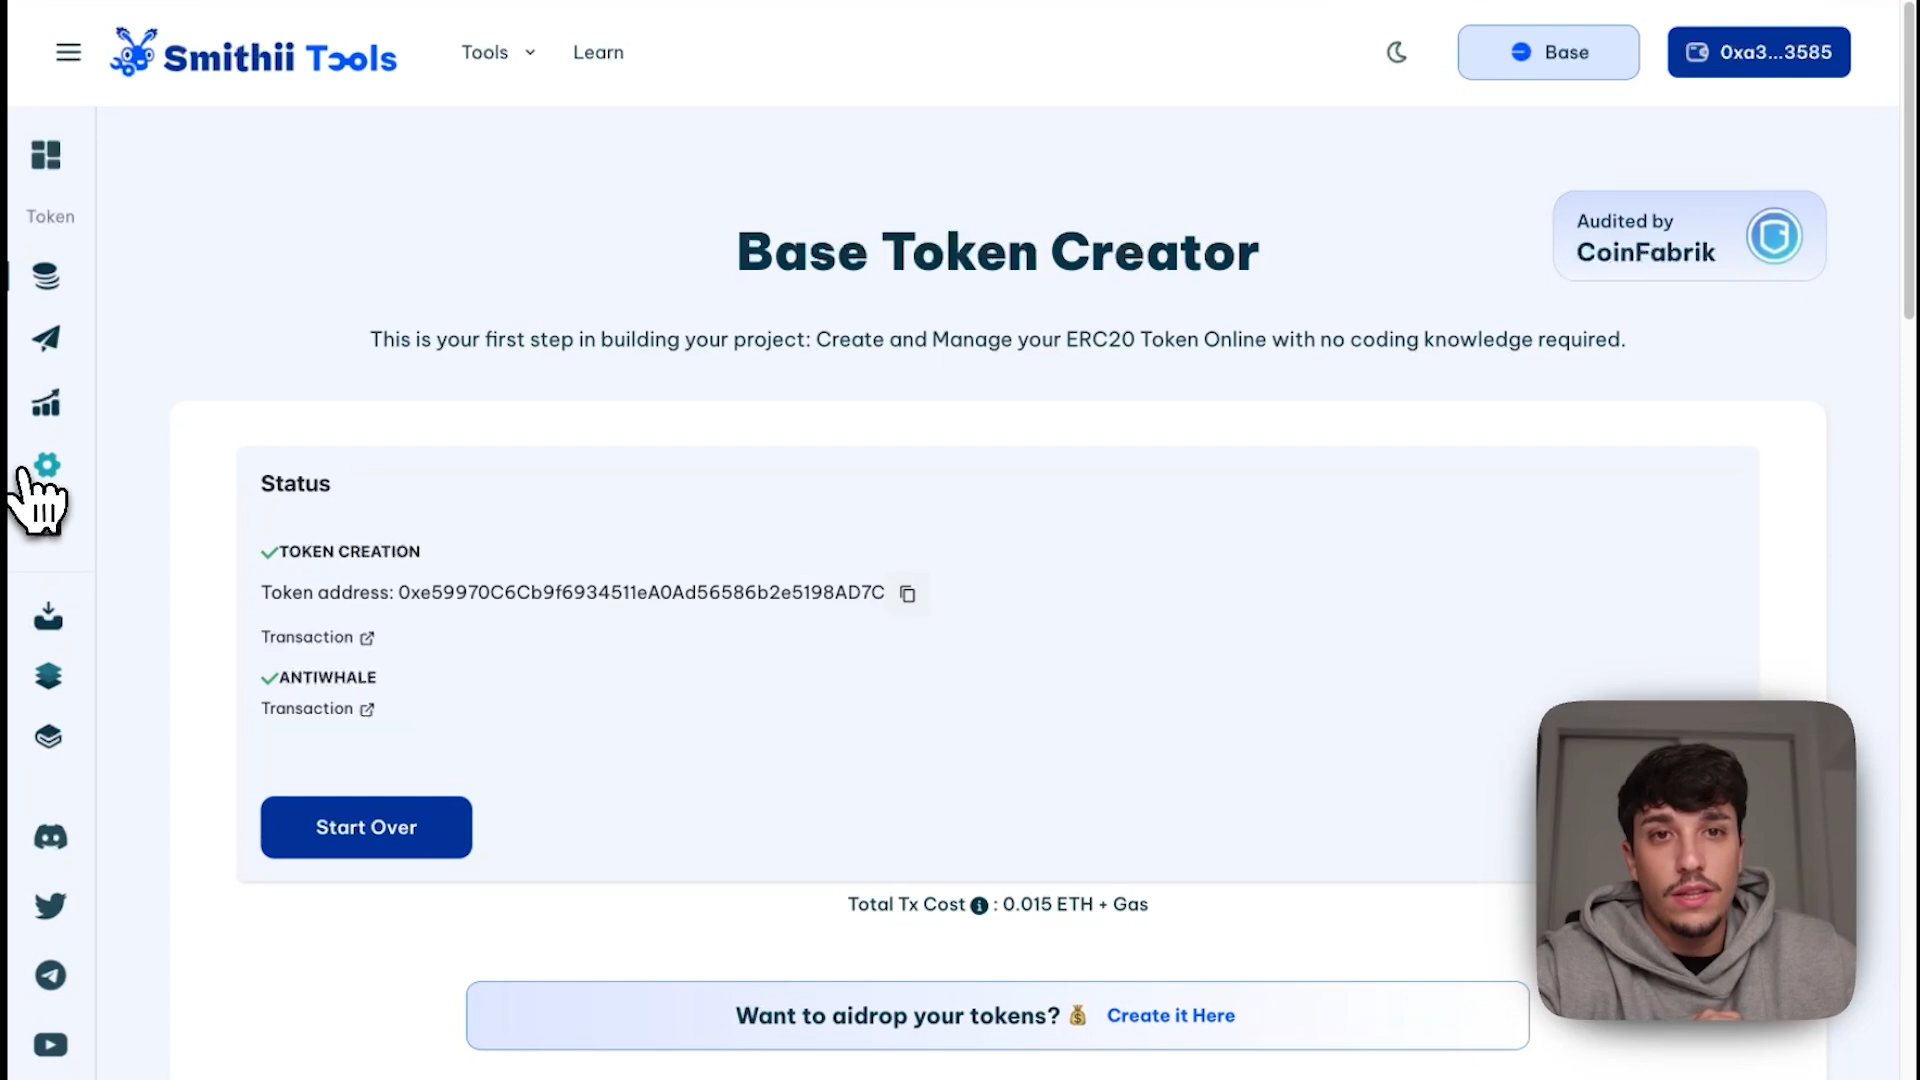 Smithii Tools
Tools
Learn
Base
0xa3...3585
Token
Audited by
CoinFabrik
Base Token Creator
This is your first step in building your project: Create and Manage your ERC20 Token Online with no coding knowledge required.
Status
TOKEN CREATION
Token address: 0xe59970C6Cb9f6934511eA0Ad56586b2e5198AD7C
Transaction
ANTIWHALE
Transaction
Start Over
Total Tx Cost : 0.015 ETH + Gas
Want to aidrop your tokens? Create it Here